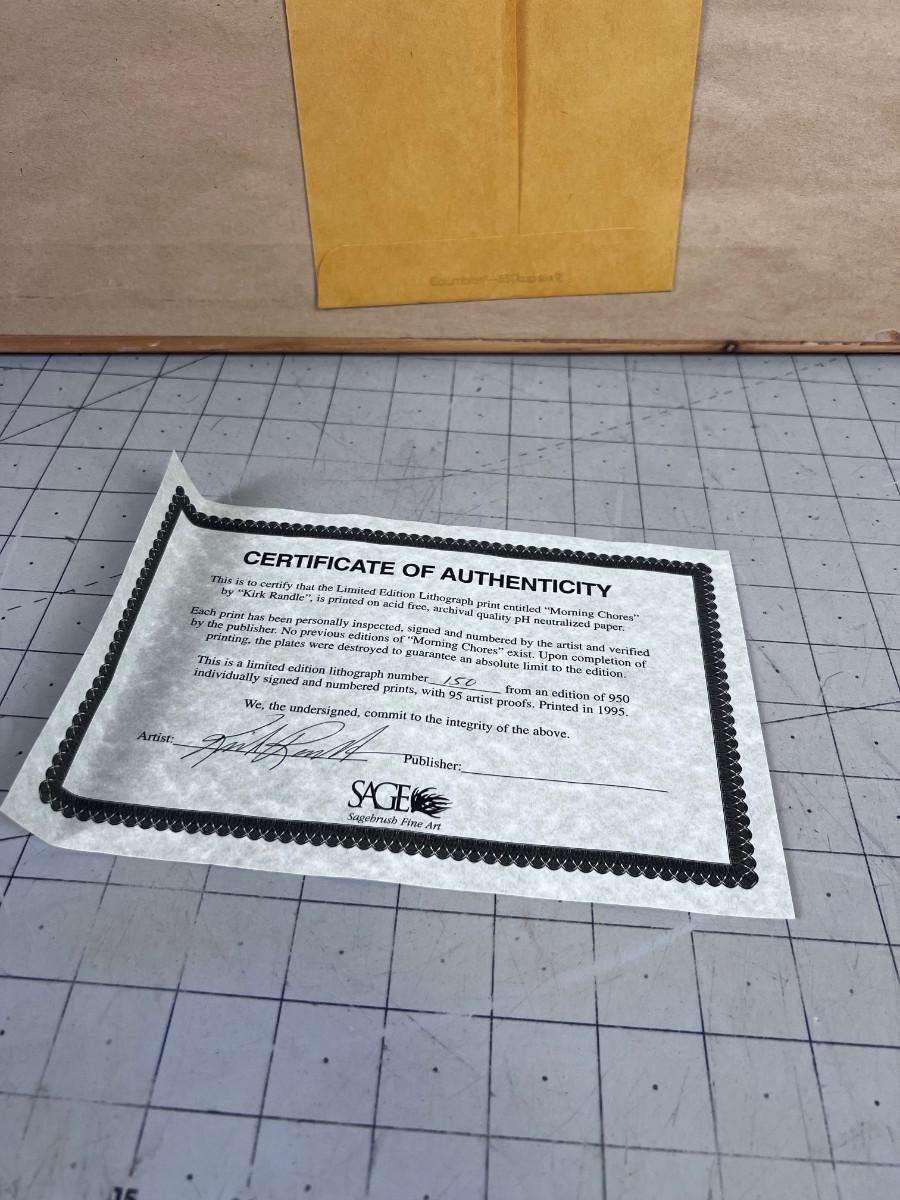 CERTIFICATE OF AUTHENTICITY
This is to certify that the Limited Edition Lithograph print entitled “Morning Chores”
by “Kirk Randle”, is printed on acid free, archival quality pH neutralized paper.
Each print has been personally inspected, signed and numbered by the artist and verified
by the publisher. No previous editions of “Morning Chores” exist. Upon completion of
printing, the plates were destroyed to guarantee an absolute limit to the edition.
This is a limited edition lithograph number 150 from an edition of 950
individually signed and numbered prints, with 95 artist proofs. Printed in 1995.
We, the undersigned, commit to the integrity of the above.
Artist: Kirk Randle Publisher:
SAGE
Sagebrush Fine Art
15